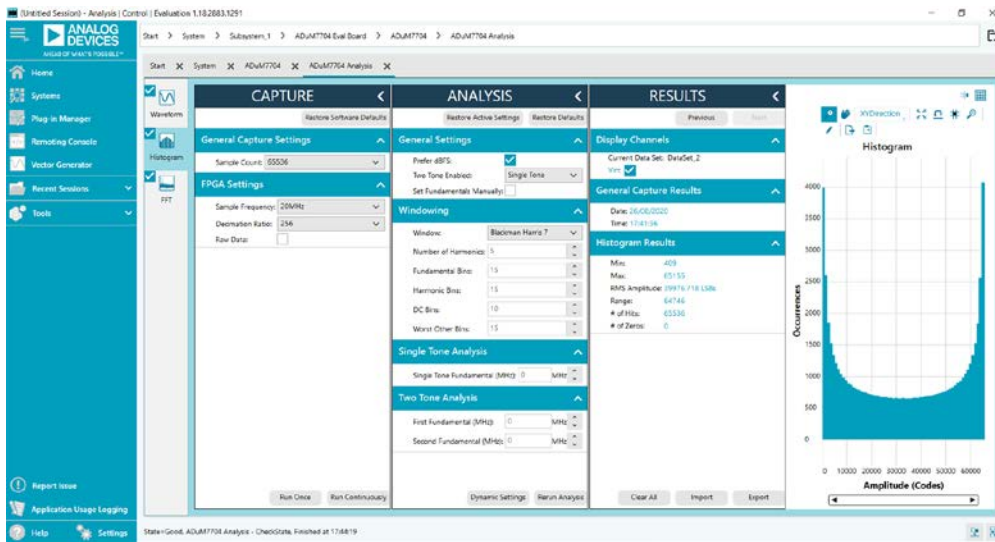 (Untitled Session) - Analysis | Control | Evaluation 1.18.2883.1291
ANALOG
DEVICES
AHEAD OF WHAT'S POSSIBLE™
Home
Systems
Plug-in Manager
Remoting Console
Vector Generator
Recent Sessions
Tools
Report Issue
Application Usage Logging
Help
Settings
Start > System > Subsystem_1 > ADuM7704 Eval Board > ADuM7704 > ADuM7704 Analysis
Start
System
ADuM7704
ADuM7704 Analysis
Waveform
Histogram
FFT
CAPTURE
Restore Software Defaults
General Capture Settings
Sample Count: 65536
FPGA Settings
Sample Frequency: 20MHz
Decimation Ratio: 256
Raw Data:
Run Once
Run Continuously
ANALYSIS
Restore Active Settings
Restore Defaults
General Settings
Prefer dBFS:
Two Tone Enabled: Single Tone
Set Fundamentals Manually:
Windowing
Window: Blackman Harris 7
Number of Harmonics: 5
Fundamental Bins: 15
Harmonic Bins: 15
DC Bins: 10
Worst Other Bins: 15
Single Tone Analysis
Single Tone Fundamental (MHz): 0 MHz
Two Tone Analysis
First Fundamental (MHz): 0 MHz
Second Fundamental (MHz): 0 MHz
Dynamic Settings
Rerun Analysis
RESULTS
Previous
Display Channels
Current Data Set: DataSet_2
General Capture Results
Date: 26/08/2020
Time: 17:41:56
Histogram Results
Min: 409
Max: 65155
RMS Amplitude: 39976.718 LSBs
Range: 64746
# of Hits: 65536
# of Zeros: 0
Clear All
Import
Export
XYDirection
Histogram
Occurrences
4000
3500
3000
2500
2000
1500
1000
500
0
0 10000 20000 30000 40000 50000 60000
Amplitude (Codes)
State=Good, ADuM7704 Analysis - CheckState, Finished at 17:44:19